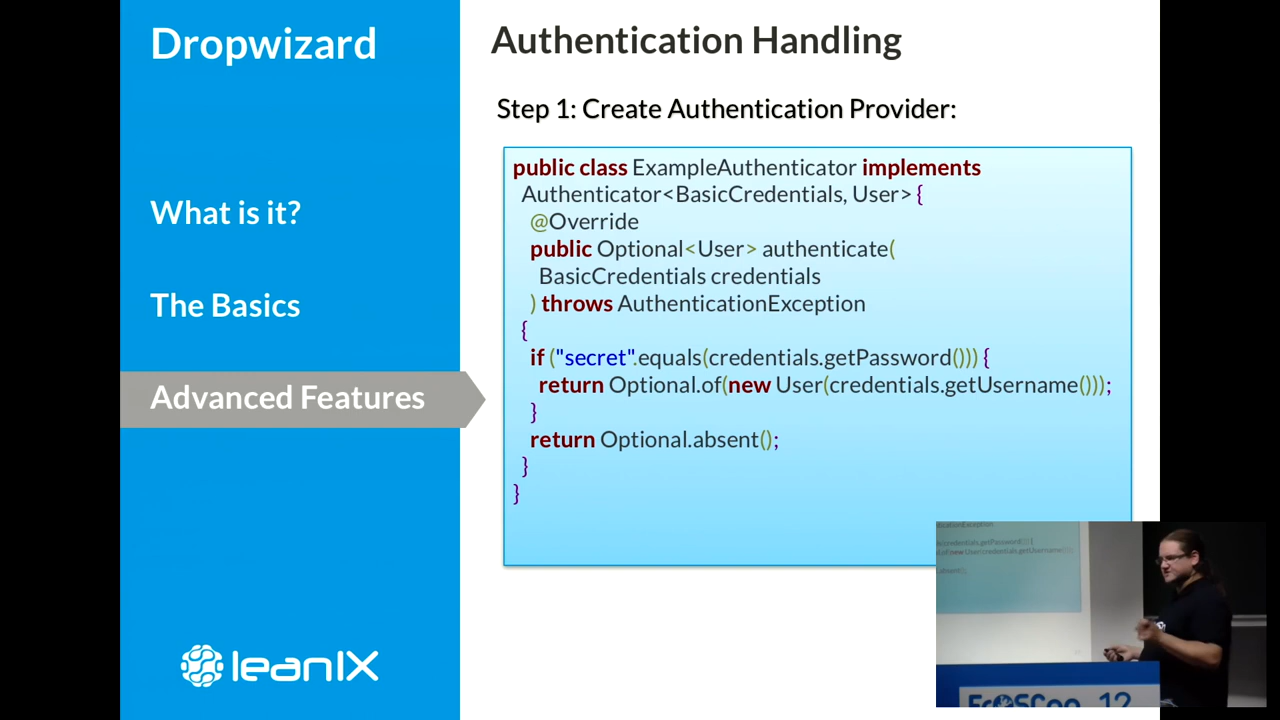 Dropwizard
What is it?
The Basics
Advanced Features
leanIX
Authentication Handling
Step 1: Create Authentication Provider:
public class ExampleAuthenticator implements
Authenticator<BasicCredentials, User> {
@Override
public Optional<User> authenticate(
BasicCredentials credentials
) throws AuthenticationException
{
if ("secret".equals(credentials.getPassword())) {
return Optional.of(new User(credentials.getUsername()));
}
return Optional.absent();
}
}
FrOSCon 12